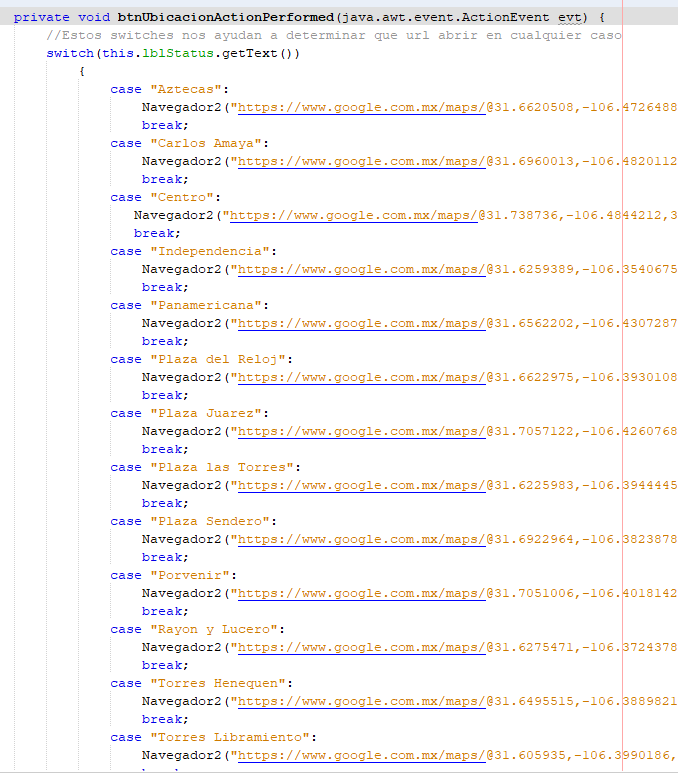 private void btnUbicacionActionPerformed(java.awt.event.ActionEvent evt) {
//Estos switches nos ayudan a determinar que url abrir en cualquier caso
switch(this.lblStatus.getText())
{
case "Aztecas":
Navegador2("https://www.google.com.mx/maps/@31.6620508,-106.4726488
break;
case "Carlos Amaya":
Navegador2("https://www.google.com.mx/maps/@31.6960013,-106.4820112
break;
case "Centro":
Navegador2("https://www.google.com.mx/maps/@31.738736,-106.4844212,3
break;
case "Independencia":
Navegador2("https://www.google.com.mx/maps/@31.6259389,-106.3540675
break;
case "Panamericana":
Navegador2("https://www.google.com.mx/maps/@31.6562202,-106.4307287
break;
case "Plaza del Reloj":
Navegador2("https://www.google.com.mx/maps/@31.6622975,-106.3930108
break;
case "Plaza Juarez":
Navegador2("https://www.google.com.mx/maps/@31.7057122,-106.4260768
break;
case "Plaza las Torres":
Navegador2("https://www.google.com.mx/maps/@31.6225983,-106.3944445
break;
case "Plaza Sendero":
Navegador2("https://www.google.com.mx/maps/@31.6922964,-106.3823878
break;
case "Porvenir":
Navegador2("https://www.google.com.mx/maps/@31.7051006,-106.4018142
break;
case "Rayon y Lucero":
Navegador2("https://www.google.com.mx/maps/@31.6275471,-106.3724378
break;
case "Torres Henequen":
Navegador2("https://www.google.com.mx/maps/@31.6495515,-106.3889821
break;
case "Torres Libramiento":
Navegador2("https://www.google.com.mx/maps/@31.605935,-106.3990186,